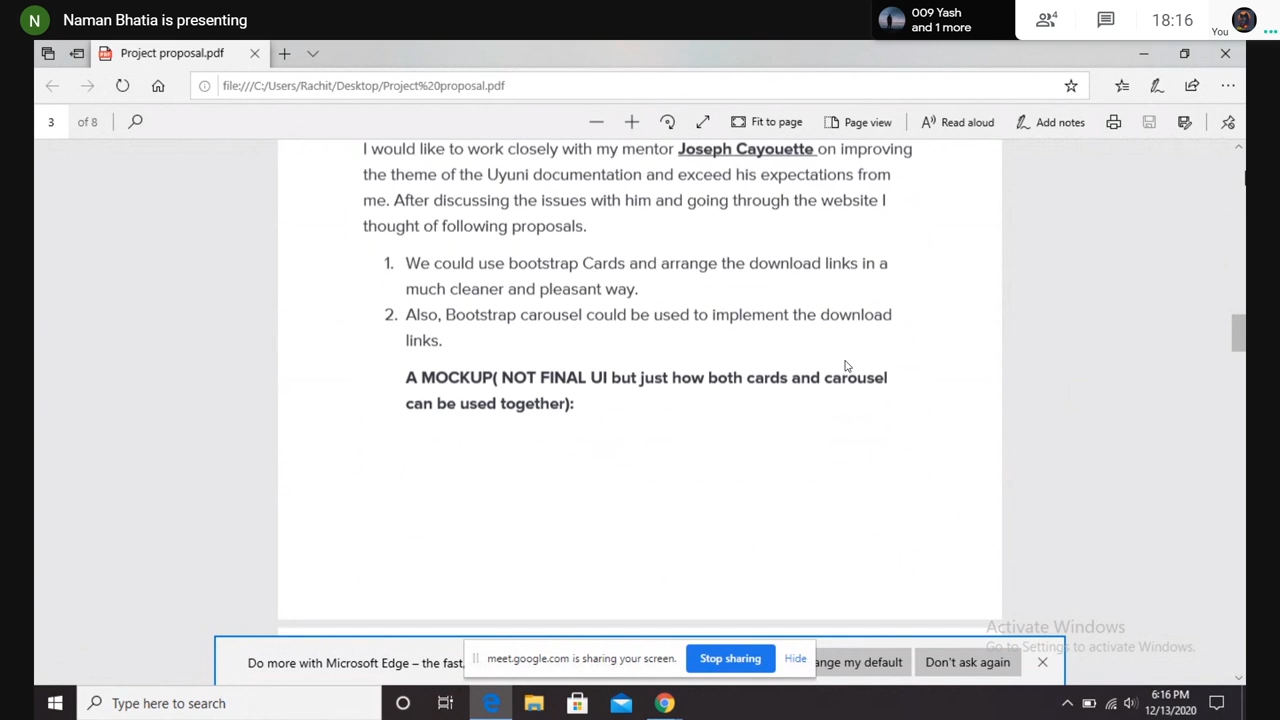 N Naman Bhatia is presenting
009 Yash
and 1 more
4
18:16
You
Project proposal.pdf
file:///C:/Users/Rachit/Desktop/Project%20proposal.pdf
3 of 8
Fit to page
Page view
Read aloud
Add notes
I would like to work closely with my mentor Joseph Cayouette on improving
the theme of the Uyuni documentation and exceed his expectations from
me. After discussing the issues with him and going through the website I
thought of following proposals.
1. We could use bootstrap Cards and arrange the download links in a
much cleaner and pleasant way.
2. Also, Bootstrap carousel could be used to implement the download
links.
A MOCKUP( NOT FINAL UI but just how both cards and carousel
can be used together):
Activate Windows
Go to Settings to activate Windows.
Do more with Microsoft Edge – the fast,
meet.google.com is sharing your screen.
Stop sharing
Hide
ange my default
Don't ask again
Type here to search
6:16 PM
12/13/2020